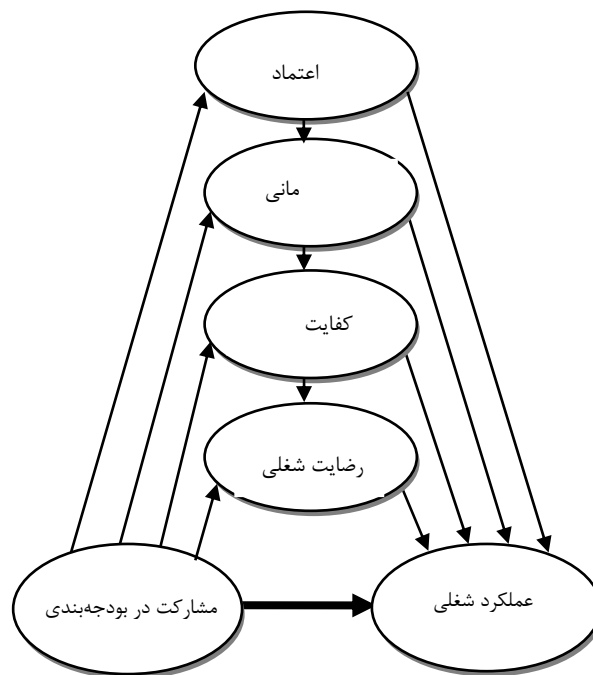 اعتماد
مانی
کفایت
رضایت شغلی
مشارکت در بودجه‌بندی
عملکرد شغلی